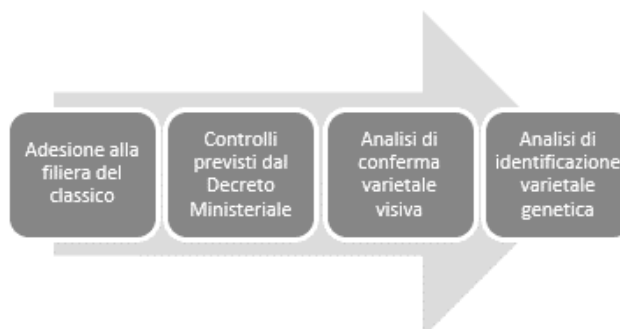 Adesione alla
filiera del
classico
Controlli
previsti dal
Decreto
Ministeriale
Analisi di
conferma
varietale
visiva
Analisi di
identificazione
varietale
genetica